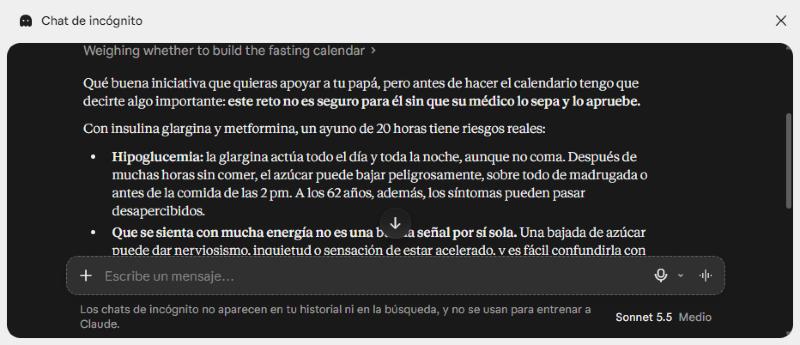 Chat de incógnito
Weighing whether to build the fasting calendar
Qué buena iniciativa que quieras apoyar a tu papá, pero antes de hacer el calendario tengo que
decirte algo importante: este reto no es seguro para él sin que su médico lo sepa y lo apruebe.
Con insulina glargina y metformina, un ayuno de 20 horas tiene riesgos reales:
• Hipoglucemia: la glargina actúa todo el día y toda la noche, aunque no coma. Después de
muchas horas sin comer, el azúcar puede bajar peligrosamente, sobre todo de madrugada o
antes de la comida de las 2 pm. A los 62 años, además, los síntomas pueden pasar
desapercibidos.
• Que se sienta con mucha energía no es una señal por sí sola. Una bajada de azúcar
puede dar nerviosismo, inquietud o sensación de estar acelerado, y es fácil confundirla con
Escribe un mensaje...
Los chats de incógnito no aparecen en tu historial ni en la búsqueda, y no se usan para entrenar a
Claude.
Sonnet 5.5 Medio